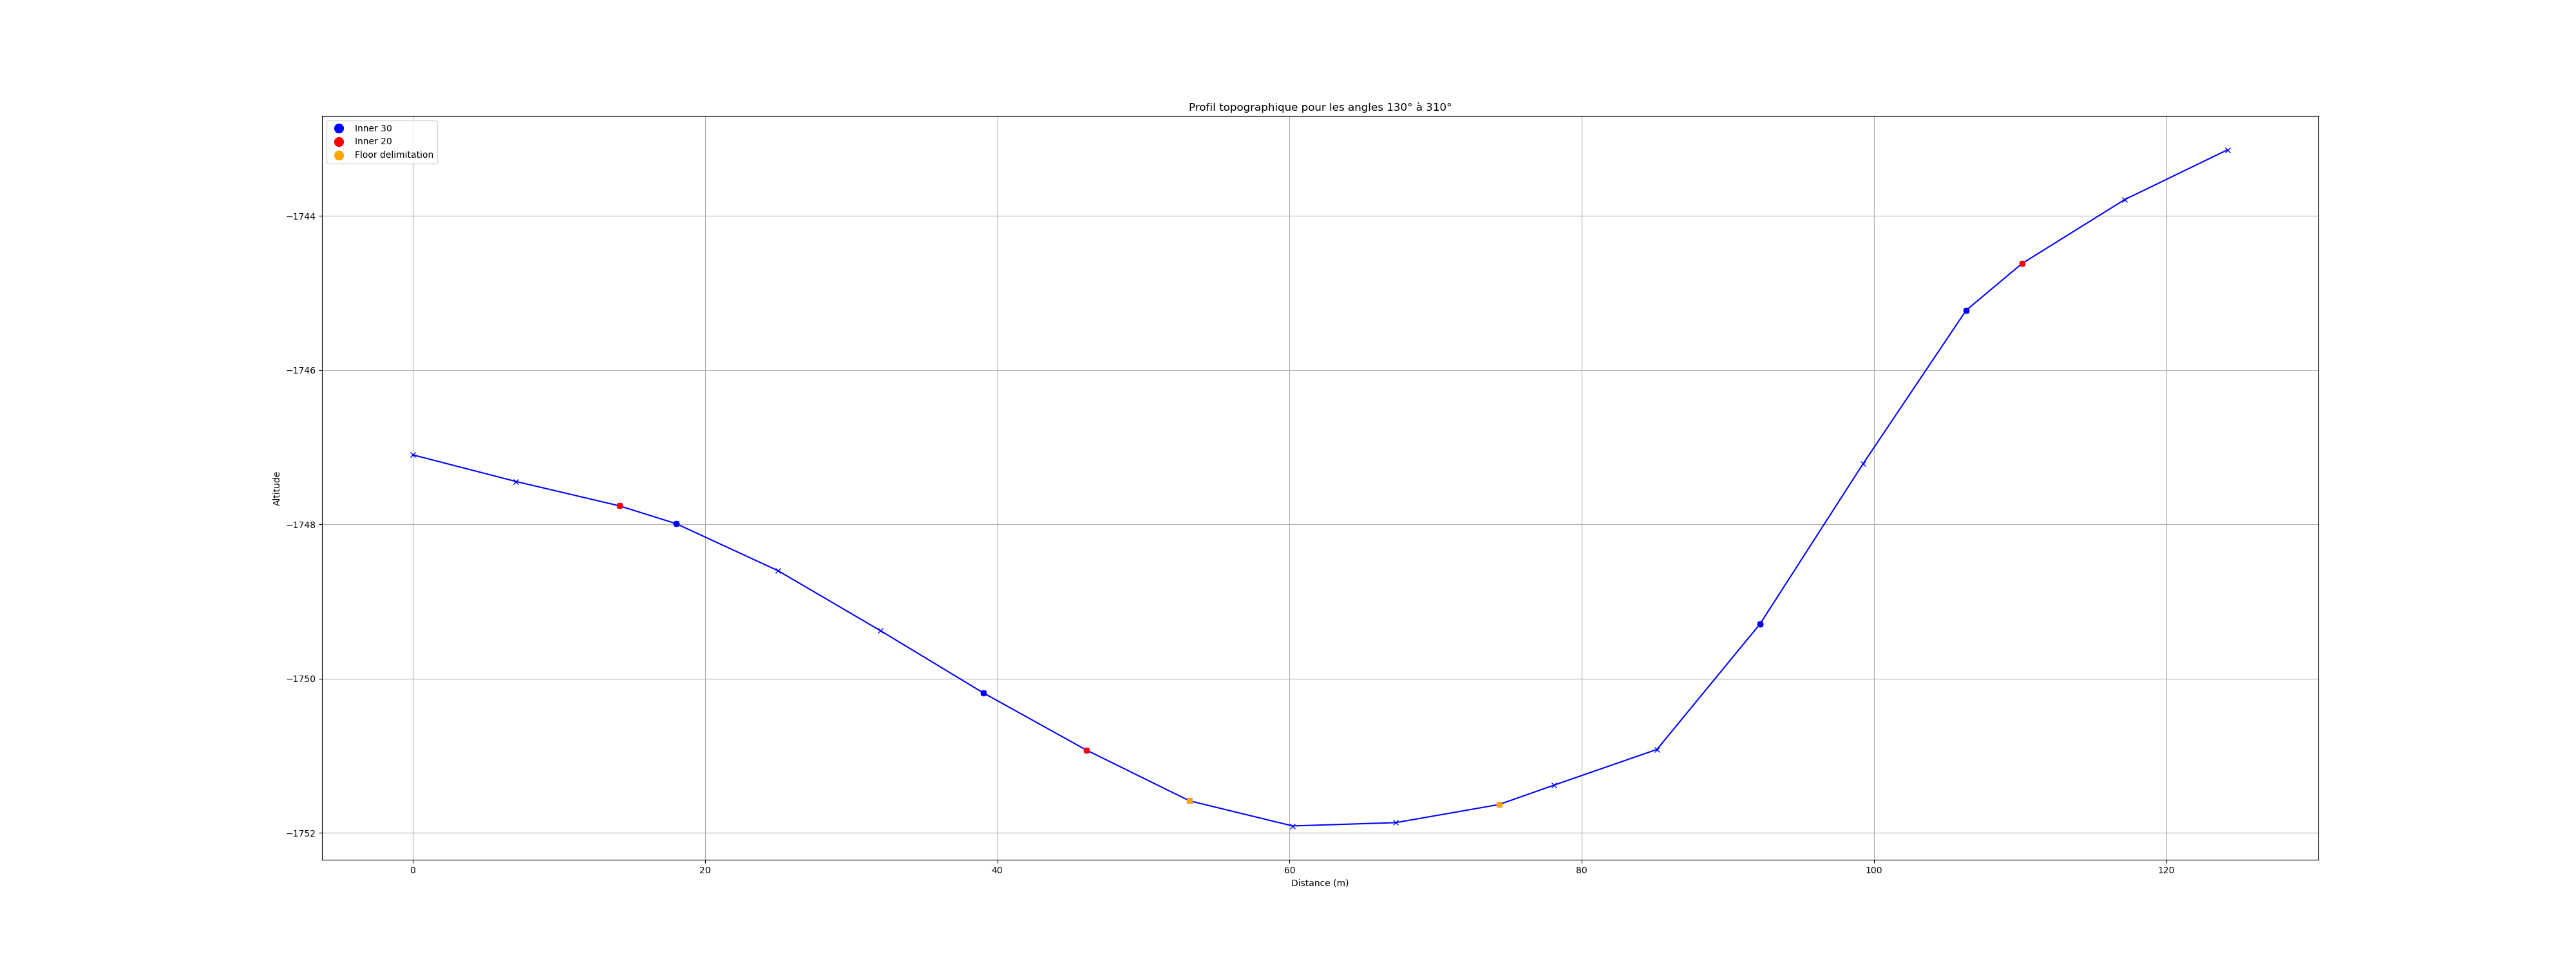 Profil topographique pour les angles 130° à 310°
Inner 30
Inner 20
Floor delimitation
Altitude
−1744
−1746
−1748
−1750
−1752
0 20 40 60 80 100 120
Distance (m)